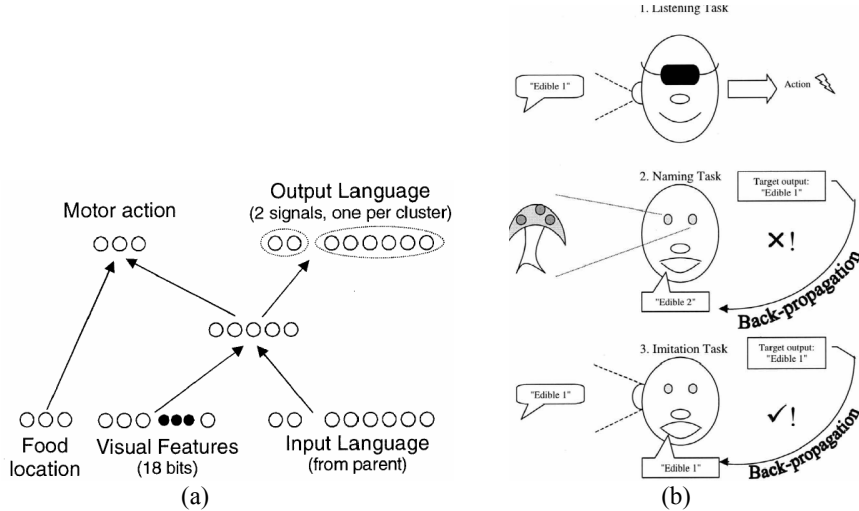 Output Language
(2 signals, one per cluster)
Motor action
Food
location
Visual Features
(18 bits)
Input Language
(from parent)
(a)
1. Listening Task
"Edible 1"
Action
2. Naming Task
Target output:
"Edible 1"
×!
"Edible 2"
Back-propagation
3. Imitation Task
Target output:
"Edible 1"
"Edible 1"
✓!
"Edible 1"
Back-propagation
(b)